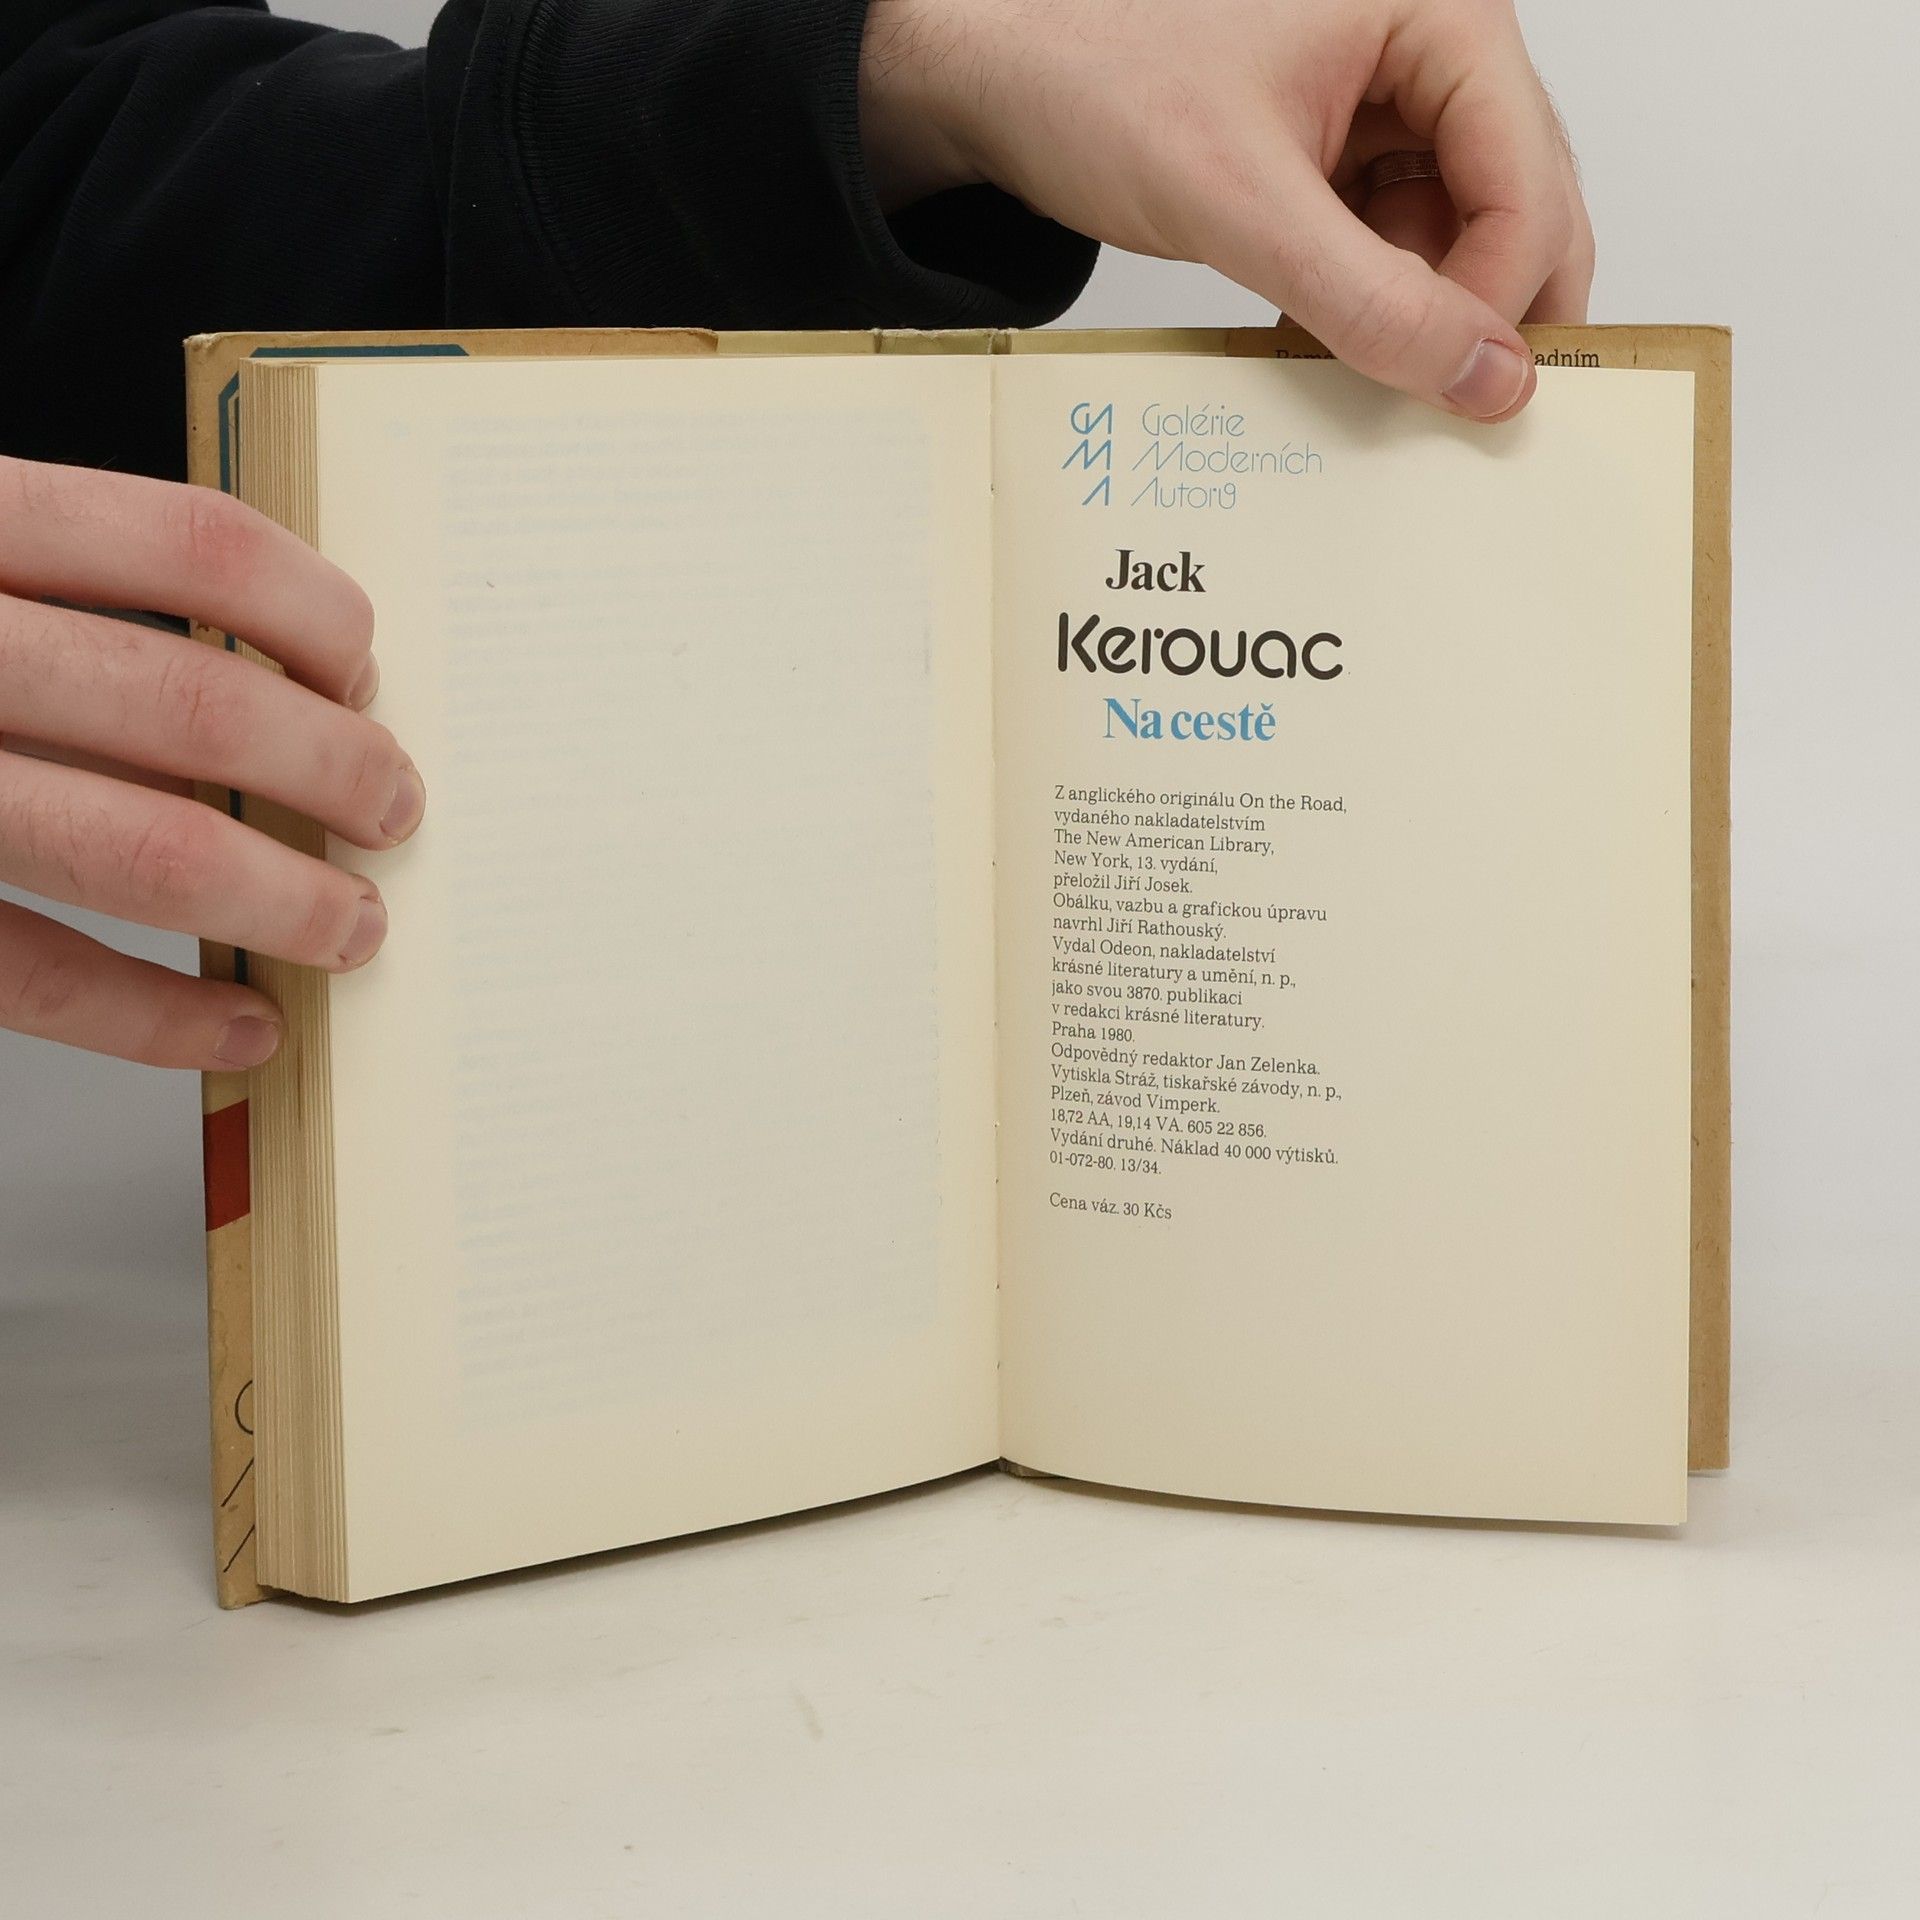 adním
Galérie
Moderních
Autorů
Jack
Kerouac
Na cestě
Z anglického originálu On the Road,
vydaného nakladatelstvím
The New American Library,
New York, 13. vydání,
přeložil Jiří Josek.
Obálku, vazbu a grafickou úpravu
navrhl Jiří Rathouský.
Vydal Odeon, nakladatelství
krásné literatury a umění, n. p.,
jako svou 3870. publikaci
v redakci krásné literatury.
Praha 1980.
Odpovědný redaktor Jan Zelenka.
Vytiskla Stráž, tiskařské závody, n. p.,
Plzeň, závod Vimperk.
18,72 AA, 19,14 VA. 605 22 856.
Vydání druhé. Náklad 40 000 výtisků.
01-072-80. 13/34.
Cena váz. 30 Kčs